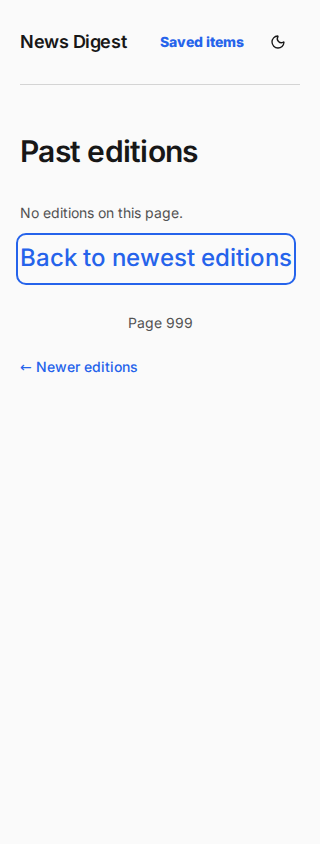 News Digest Saved items
Past editions
No editions on this page.
Back to newest editions
Page 999
← Newer editions